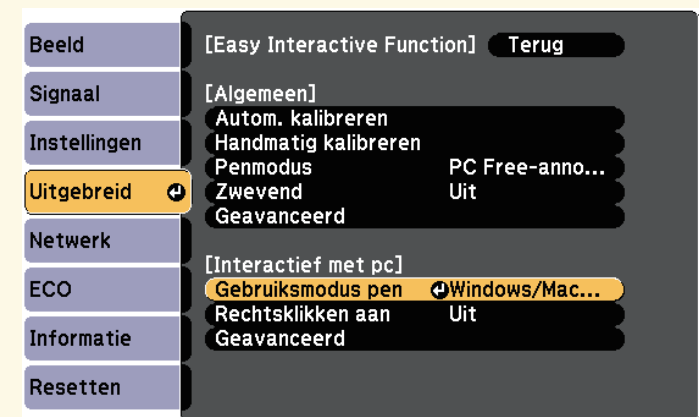 Beeld
Signaal
Instellingen
Uitgebreid
Netwerk
ECO
Informatie
Resetten
[Easy Interactive Function] Terug
[Algemeen]
Autom. kalibreren
Handmatig kalibreren
Penmodus PC Free-anno...
Zwevend Uit
Geavanceerd
[Interactief met pc]
Gebruiksmodus pen Windows/Mac...
Rechtsklikken aan Uit
Geavanceerd